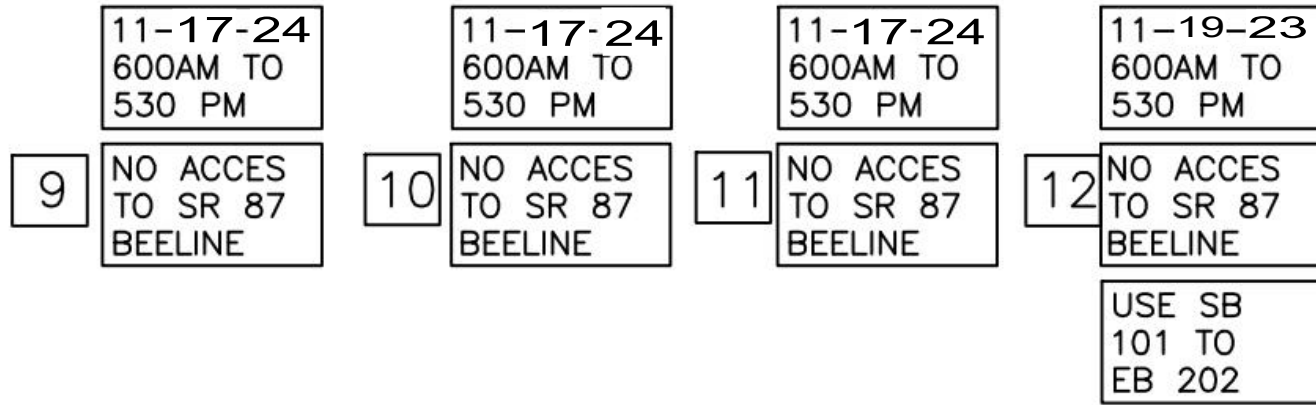 11-17-24
600AM TO
530 PM
9
NO ACCES
TO SR 87
BEELINE
11-17-24
600AM TO
530 PM
10
NO ACCES
TO SR 87
BEELINE
11-17-24
600AM TO
530 PM
11
NO ACCES
TO SR 87
BEELINE
11-19-23
600AM TO
530 PM
12
NO ACCES
TO SR 87
BEELINE
USE SB
101 TO
EB 202